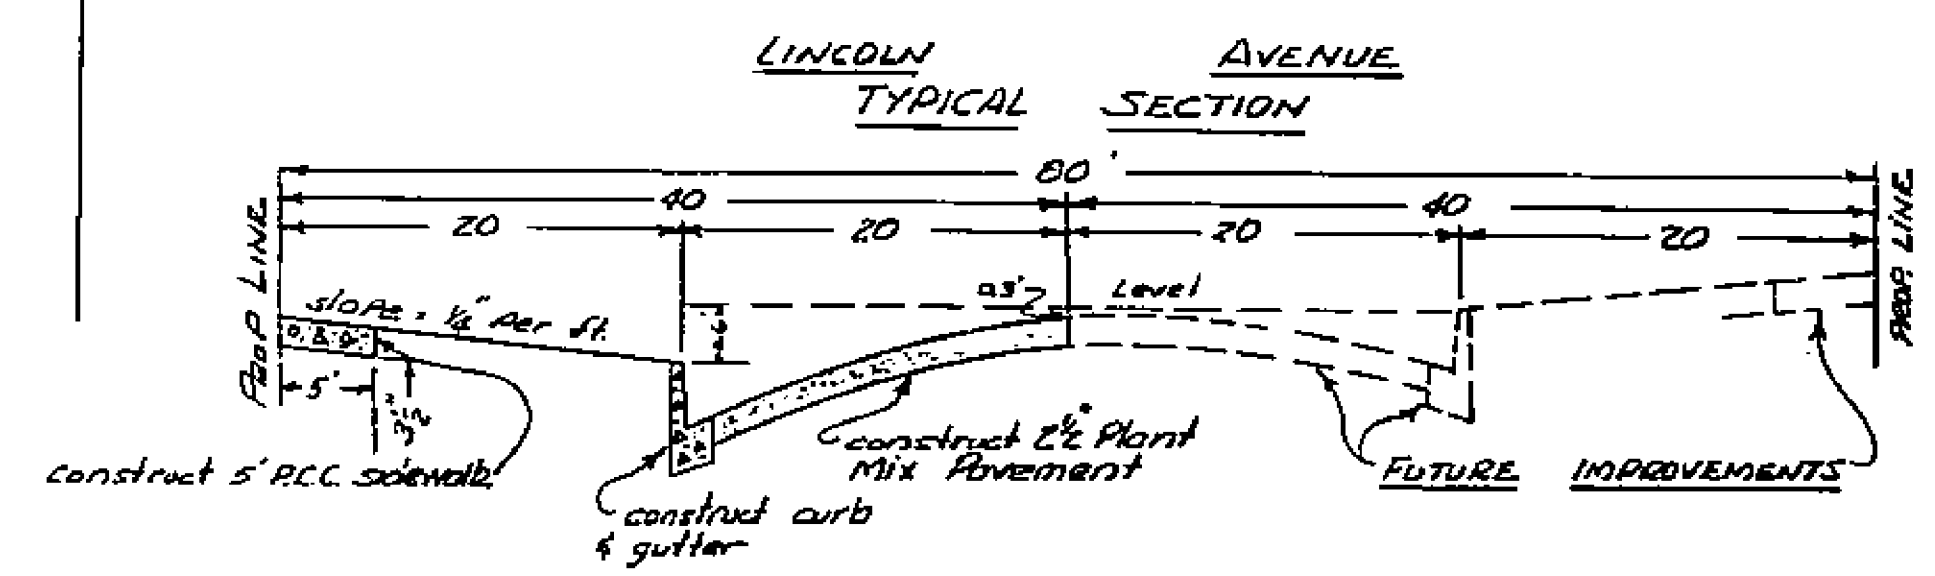 LINCOLN AVENUE
TYPICAL SECTION
80'
40 40
20 20 20 20
PROP LINE
PROP. LINE
slope = 1/4" per ft.
Level
5'
3 1/2"
construct 5' P.C.C. sidewalk
construct 2 1/2" Plant
Mix Pavement
construct curb
& gutter
FUTURE IMPROVEMENTS